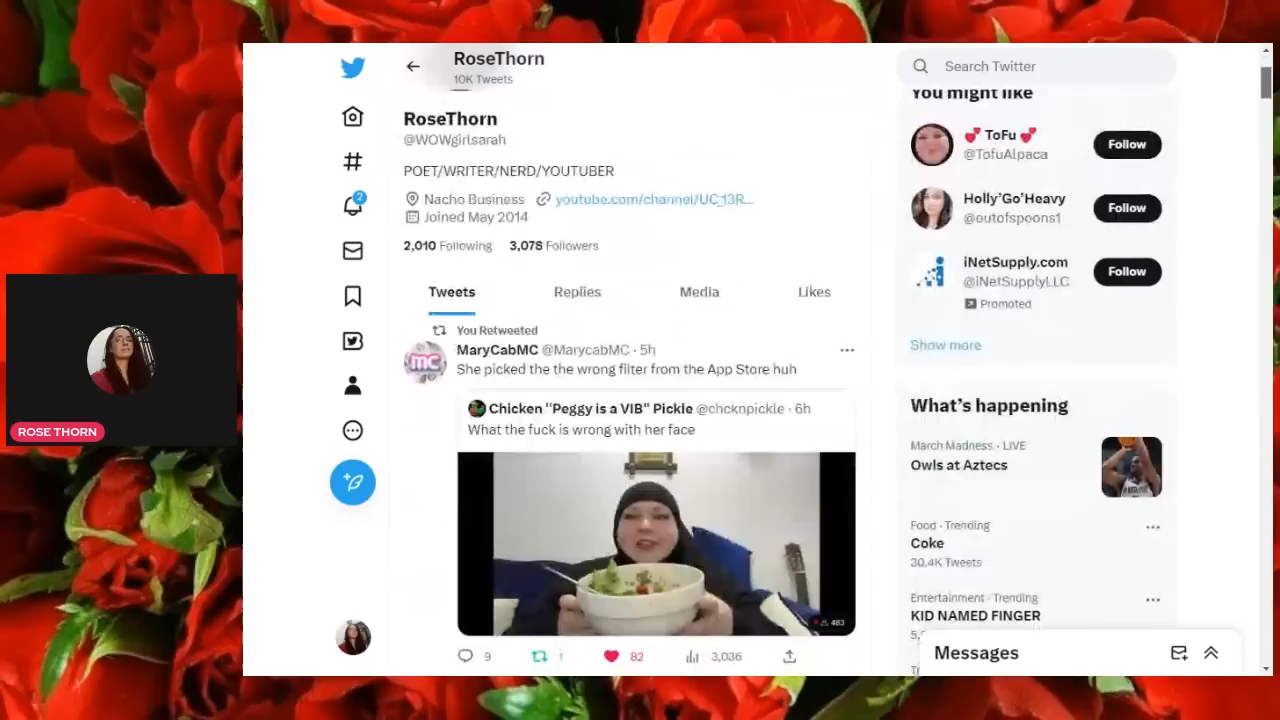 RoseThorn
10K Tweets
RoseThorn
@WOWgirlsarah
POET/WRITER/NERD/YOUTUBER
Nacho Business youtube.com/channel/UC_13R...
Joined May 2014
2,010 Following 3,078 Followers
Tweets Replies Media Likes
You Retweeted
MaryCabMC @MarycabMC · 5h
She picked the the wrong filter from the App Store huh
Chicken "Peggy is a VIB" Pickle @chcknpickle · 6h
What the fuck is wrong with her face
483
9 82 3,036
2
ROSE THORN
Search Twitter
You might like
💕 ToFu 💕
@TofuAlpaca
Follow
Holly'Go'Heavy
@outofspoons1
Follow
iNetSupply.com
@iNetSupplyLLC
Follow
Promoted
Show more
What's happening
March Madness · LIVE
Owls at Aztecs
Food · Trending
Coke
30.4K Tweets
Entertainment · Trending
KID NAMED FINGER
Messages